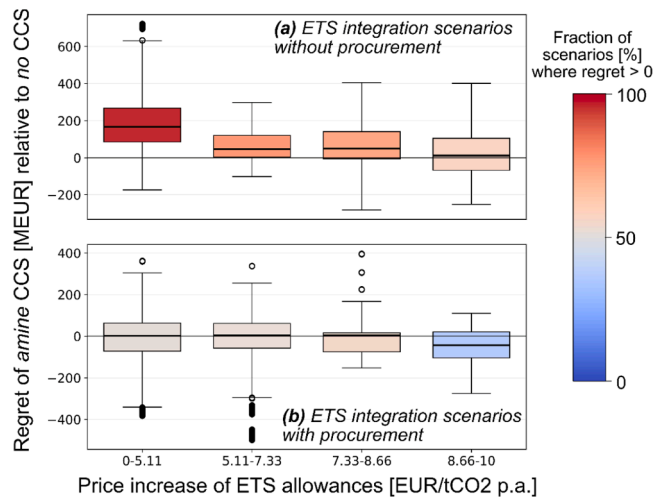 Regret of amine CCS [MEUR] relative to no CCS
600
400
200
0
−200
(a) ETS integration scenarios
without procurement
400
200
0
−200
−400
(b) ETS integration scenarios
with procurement
0-5.11
5.11-7.33
7.33-8.66
8.66-10
Price increase of ETS allowances [EUR/tCO2 p.a.]
Fraction of
scenarios [%]
where regret > 0
100
50
0